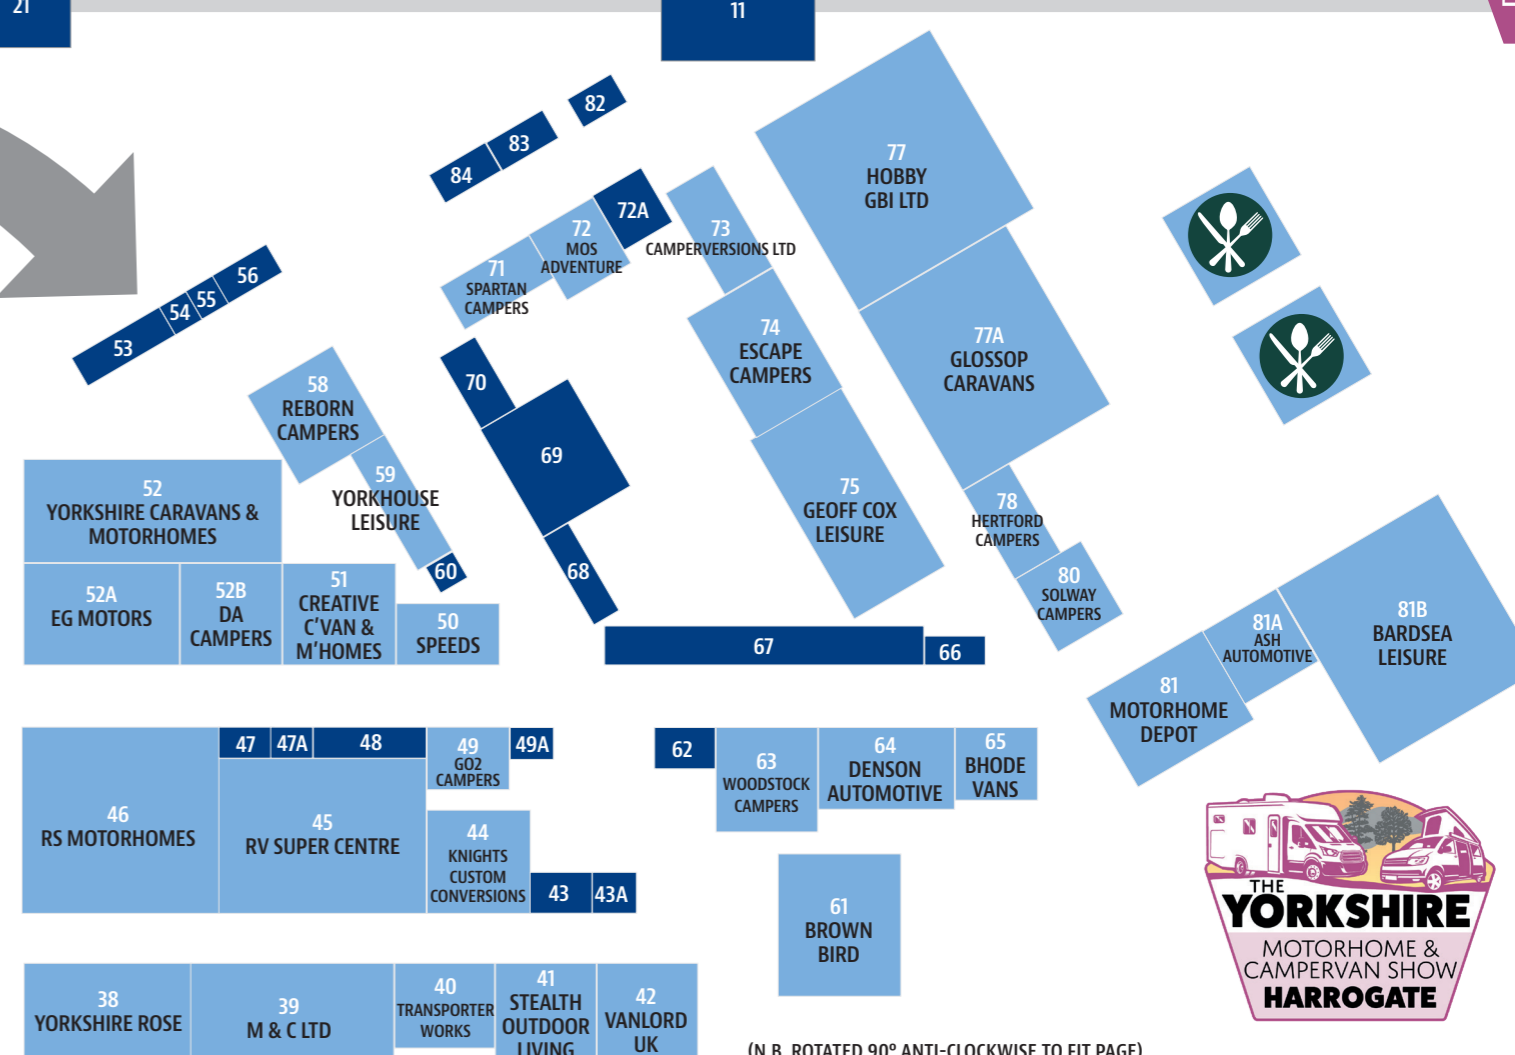 21
11
82
83
84
77
HOBBY
GBI LTD
72A
72
MOS
ADVENTURE
73
CAMPERVERSIONS LTD
71
SPARTAN
CAMPERS
56
55
54
53
74
ESCAPE
CAMPERS
77A
GLOSSOP
CARAVANS
70
58
REBORN
CAMPERS
69
59
YORKHOUSE
LEISURE
52
YORKSHIRE CARAVANS &
MOTORHOMES
75
GEOFF COX
LEISURE
78
HERTFORD
CAMPERS
60
68
80
SOLWAY
CAMPERS
52A
EG MOTORS
52B
DA
CAMPERS
51
CREATIVE
C'VAN &
M'HOMES
50
SPEEDS
67
66
81A
ASH
AUTOMOTIVE
81B
BARDSEA
LEISURE
81
MOTORHOME
DEPOT
47
47A
48
49
GO2
CAMPERS
49A
62
63
WOODSTOCK
CAMPERS
64
DENSON
AUTOMOTIVE
65
BHODE
VANS
46
RS MOTORHOMES
45
RV SUPER CENTRE
44
KNIGHTS
CUSTOM
CONVERSIONS
43
43A
61
BROWN
BIRD
THE
YORKSHIRE
MOTORHOME &
CAMPERVAN SHOW
HARROGATE
38
YORKSHIRE ROSE
39
M & C LTD
40
TRANSPORTER
WORKS
41
STEALTH
OUTDOOR
LIVING
42
VANLORD
UK
(N.B. ROTATED 90º ANTI-CLOCKWISE TO FIT PAGE)